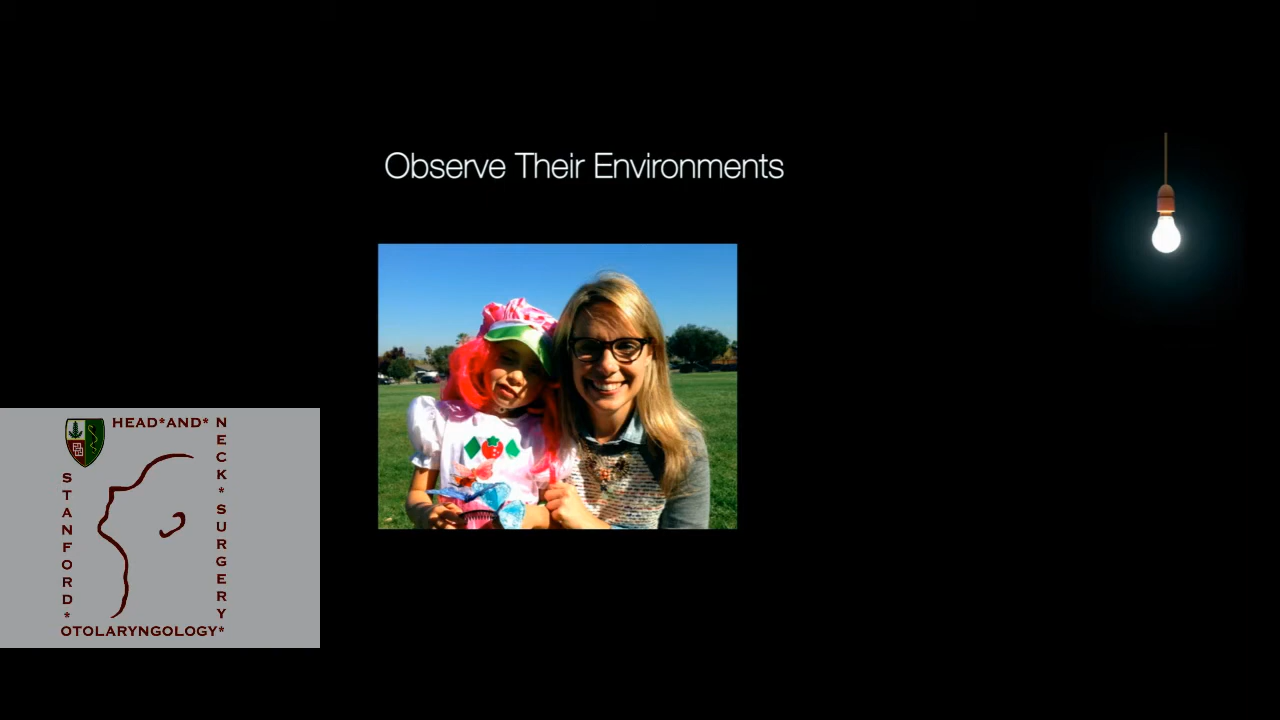 Observe Their Environments
HEAD*AND*
NECK*SURGERY*
STANFORD*
OTOLARYNGOLOGY*